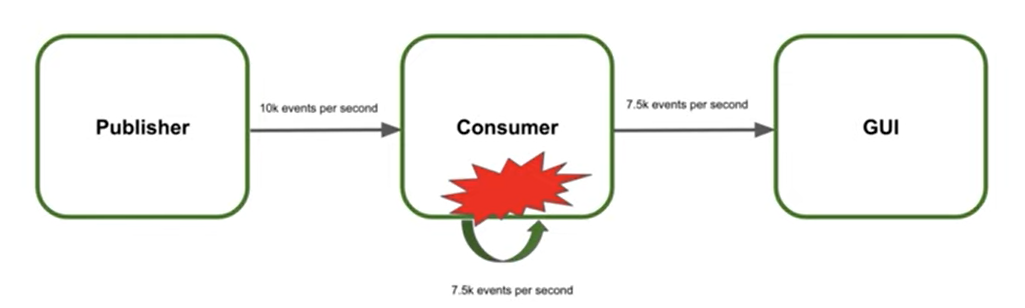 10k events per second
7.5k events per second
Publisher
Consumer
GUI
7.5k events per second